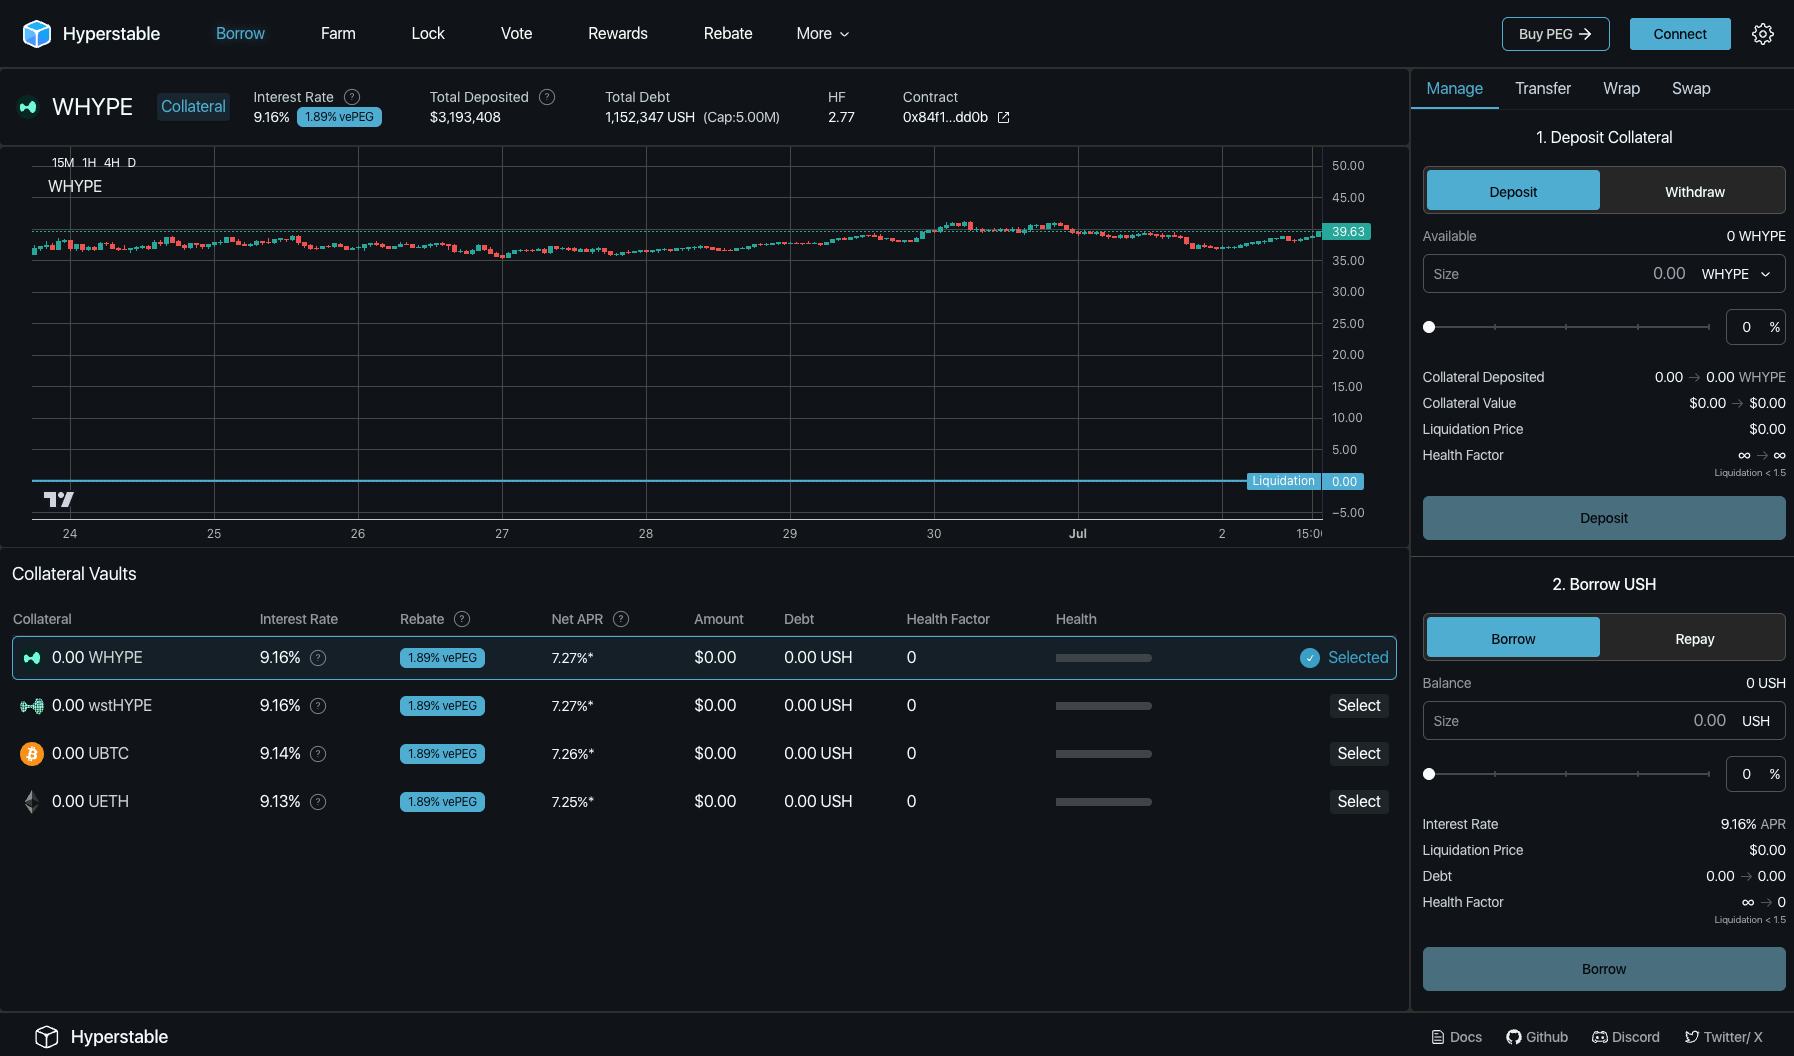 Hyperstable
Borrow
Farm
Lock
Vote
Rewards
Rebate
More
Buy PEG →
Connect
WHYPE
Collateral
Interest Rate ?
9.16% 1.89% vePEG
Total Deposited ?
$3,193,408
Total Debt
1,152,347 USH (Cap:5.00M)
HF
2.77
Contract
0x84f1...dd0b
15M 1H 4H D
WHYPE
50.00
45.00
39.63
35.00
30.00
25.00
20.00
15.00
10.00
5.00
Liquidation 0.00
−5.00
24 25 26 27 28 29 30 Jul 2 15:0
Collateral Vaults
Collateral Interest Rate Rebate ? Net APR ? Amount Debt Health Factor Health
0.00 WHYPE 9.16% ? 1.89% vePEG 7.27%* $0.00 0.00 USH 0 Selected
0.00 wstHYPE 9.16% ? 1.89% vePEG 7.27%* $0.00 0.00 USH 0 Select
0.00 UBTC 9.14% ? 1.89% vePEG 7.26%* $0.00 0.00 USH 0 Select
0.00 UETH 9.13% ? 1.89% vePEG 7.25%* $0.00 0.00 USH 0 Select
Manage Transfer Wrap Swap
1. Deposit Collateral
Deposit Withdraw
Available 0 WHYPE
Size 0.00 WHYPE
0 %
Collateral Deposited 0.00 → 0.00 WHYPE
Collateral Value $0.00 → $0.00
Liquidation Price $0.00
Health Factor ∞ → ∞
Liquidation < 1.5
Deposit
2. Borrow USH
Borrow Repay
Balance 0 USH
Size 0.00 USH
0 %
Interest Rate 9.16% APR
Liquidation Price $0.00
Debt 0.00 → 0.00
Health Factor ∞ → 0
Liquidation < 1.5
Borrow
Hyperstable
Docs Github Discord Twitter/ X